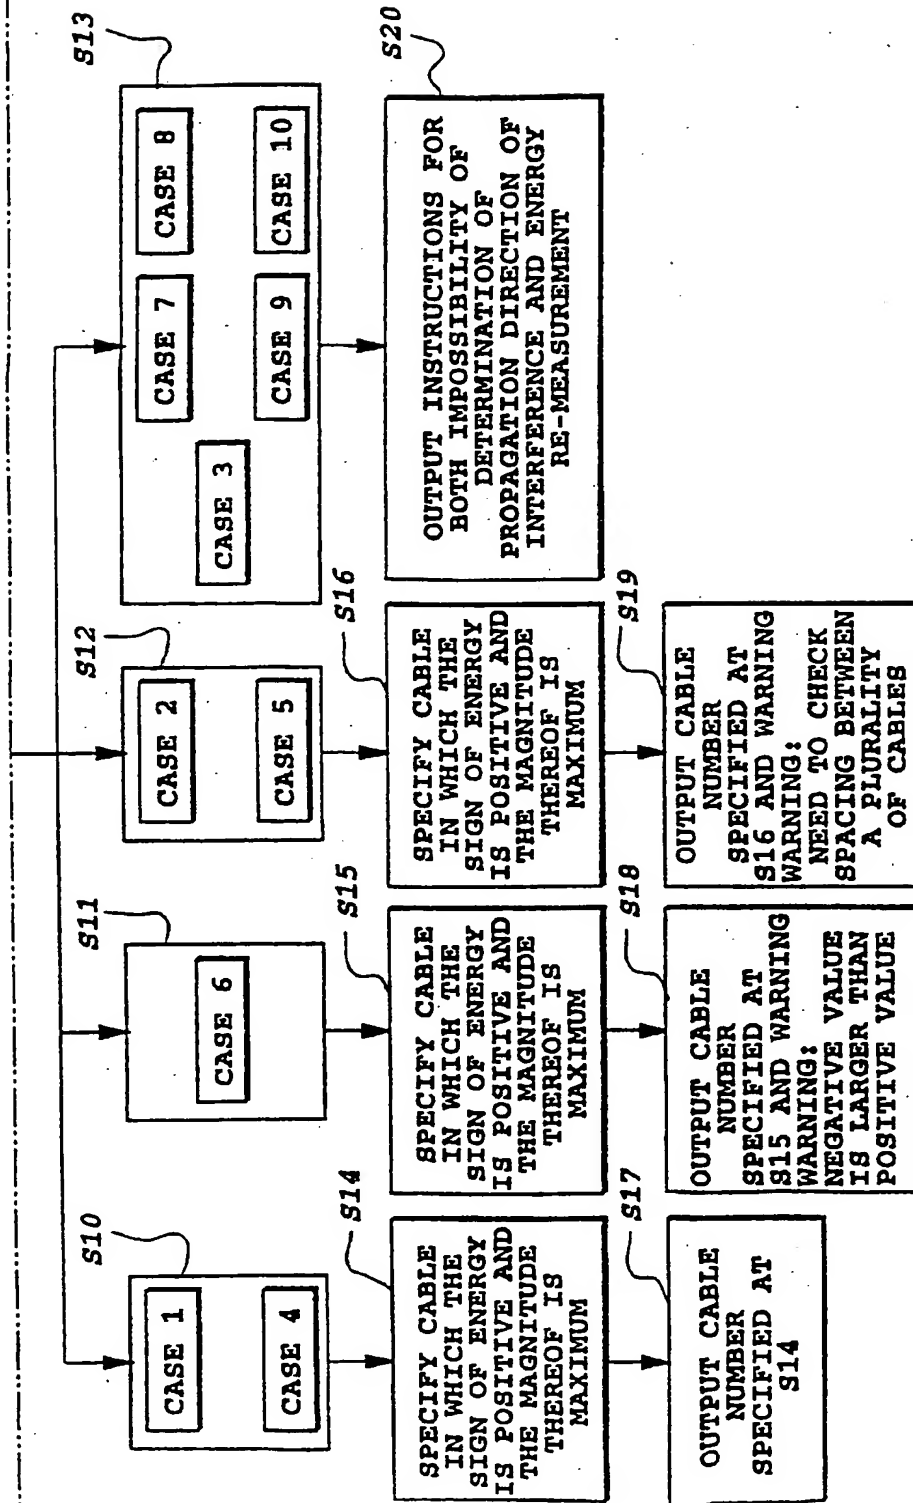 S10
CASE 1
CASE 4
S11
CASE 6
S12
CASE 2
CASE 5
S13
CASE 3
CASE 7
CASE 8
CASE 9
CASE 10
S14
SPECIFY CABLE
IN WHICH THE
SIGN OF ENERGY
IS POSITIVE AND
THE MAGNITUDE
THEREOF IS
MAXIMUM
S15
SPECIFY CABLE
IN WHICH THE
SIGN OF ENERGY
IS POSITIVE AND
THE MAGNITUDE
THEREOF IS
MAXIMUM
S16
SPECIFY CABLE
IN WHICH THE
SIGN OF ENERGY
IS POSITIVE AND
THE MAGNITUDE
THEREOF IS
MAXIMUM
S20
OUTPUT INSTRUCTIONS FOR
BOTH IMPOSSIBILITY OF
DETERMINATION OF
PROPAGATION DIRECTION OF
INTERFERENCE AND ENERGY
RE-MEASUREMENT
S17
OUTPUT CABLE
NUMBER
SPECIFIED AT
S14
S18
OUTPUT CABLE
NUMBER
SPECIFIED AT
S15 AND WARNING
WARNING:
NEGATIVE VALUE
IS LARGER THAN
POSITIVE VALUE
S19
OUTPUT CABLE
NUMBER
SPECIFIED AT
S16 AND WARNING
WARNING:
NEED TO CHECK
SPACING BETWEEN
A PLURALITY
OF CABLES